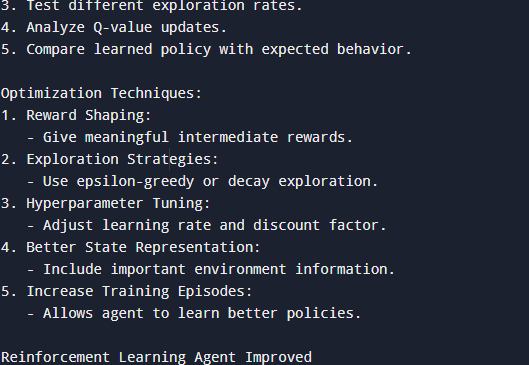 3. Test different exploration rates.
4. Analyze Q-value updates.
5. Compare learned policy with expected behavior.

Optimization Techniques:
1. Reward Shaping:
   - Give meaningful intermediate rewards.
2. Exploration Strategies:
   - Use epsilon-greedy or decay exploration.
3. Hyperparameter Tuning:
   - Adjust learning rate and discount factor.
4. Better State Representation:
   - Include important environment information.
5. Increase Training Episodes:
   - Allows agent to learn better policies.

Reinforcement Learning Agent Improved